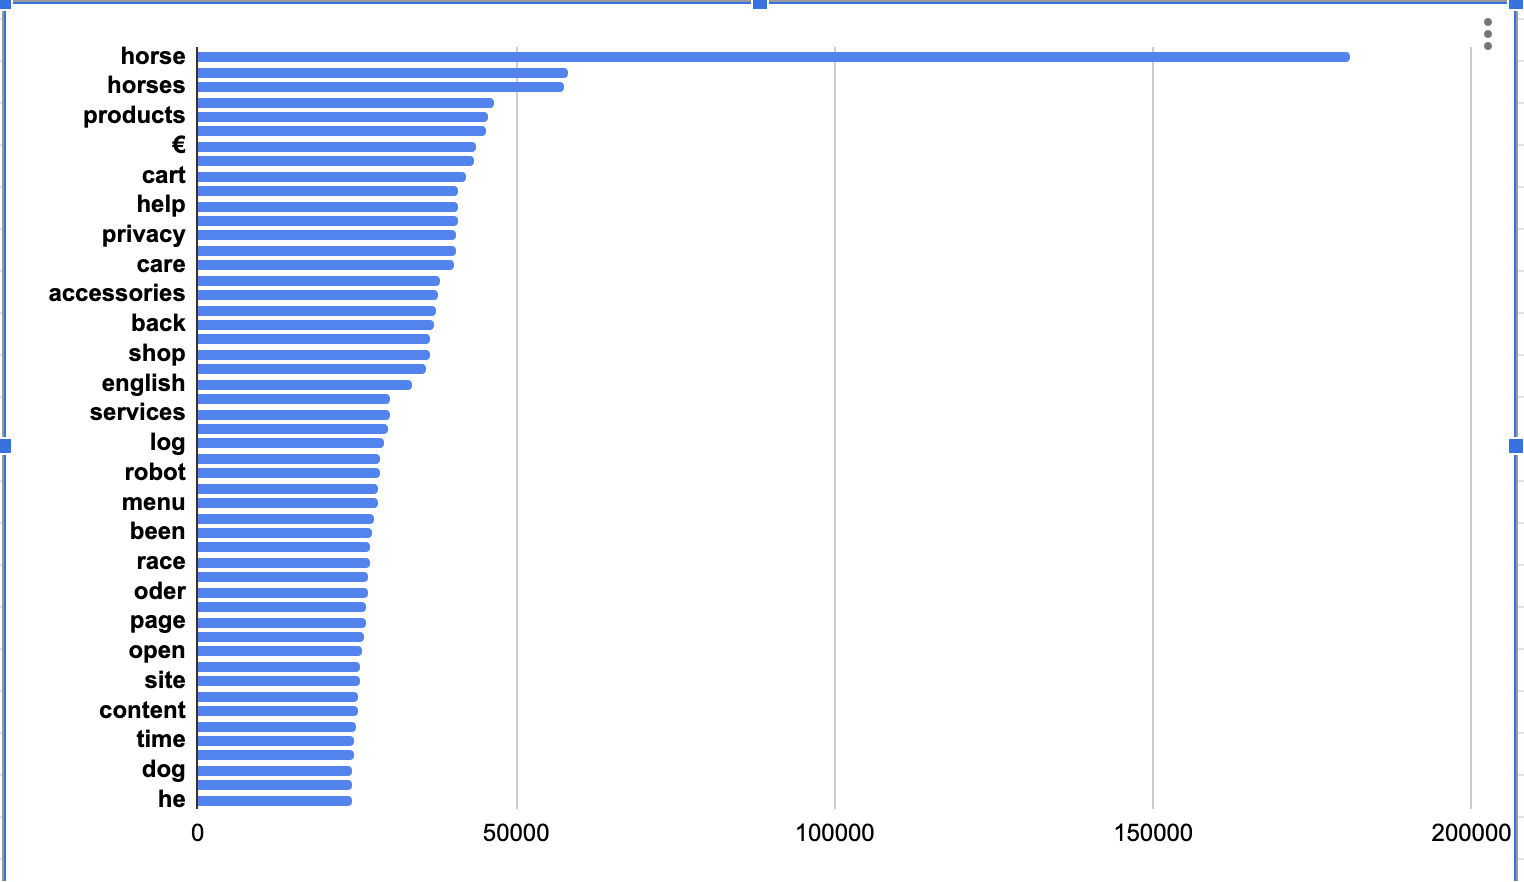 horse
horses
products
€
cart
help
privacy
care
accessories
back
shop
english
services
log
robot
menu
been
race
oder
page
open
site
content
time
dog
he
0 50000 100000 150000 200000